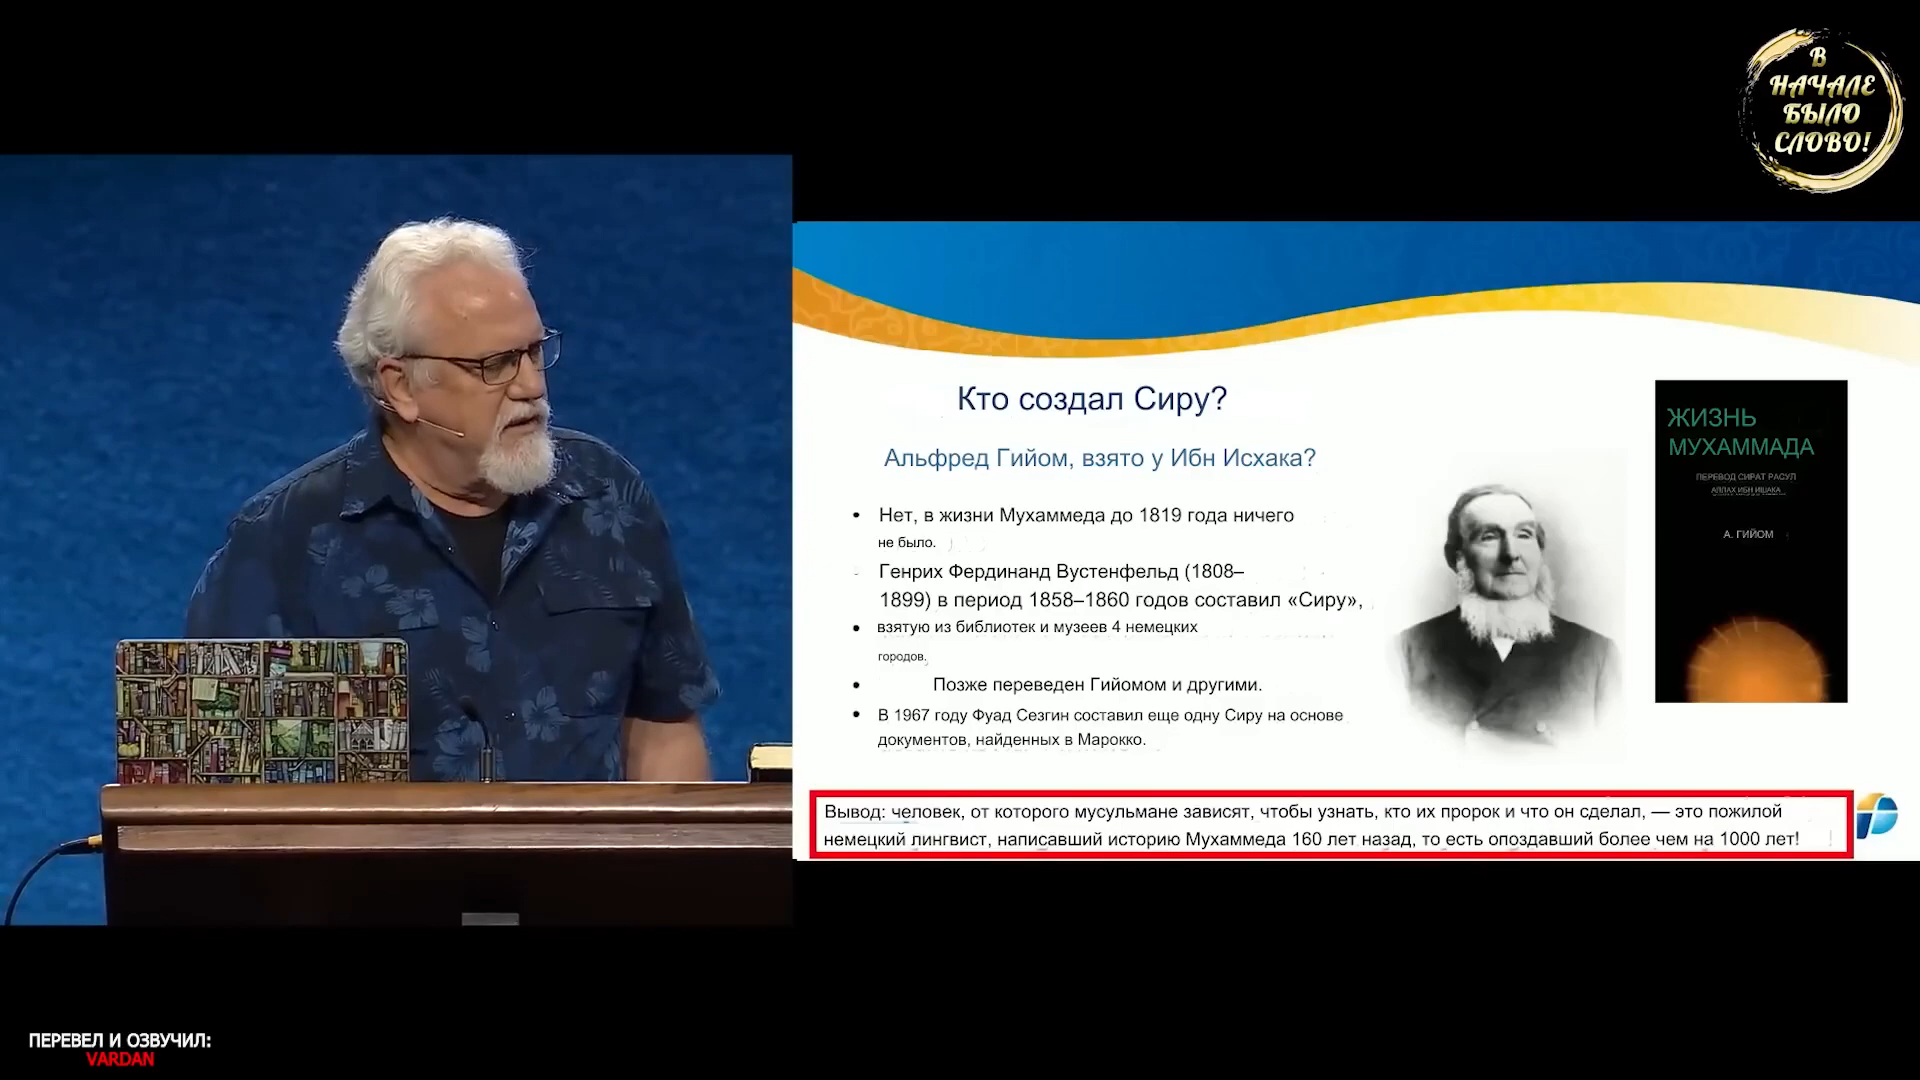 В
НАЧАЛЕ
БЫЛО
СЛОВО!
Кто создал Сиру?
Альфред Гийом, взято у Ибн Исхака?
• Нет, в жизни Мухаммеда до 1819 года ничего
не было.
Генрих Фердинанд Вустенфельд (1808–
1899) в период 1858–1860 годов составил «Сиру»,
• взятую из библиотек и музеев 4 немецких
городов.
• Позже переведен Гийомом и другими.
• В 1967 году Фуад Сезгин составил еще одну Сиру на основе
документов, найденных в Марокко.
ЖИЗНЬ
МУХАММАДА
ПЕРЕВОД СИРАТ РАСУЛ
АЛЛАХ ИБН ИШАКА
А. ГИЙОМ
Вывод: человек, от которого мусульмане зависят, чтобы узнать, кто их пророк и что он сделал, — это пожилой
немецкий лингвист, написавший историю Мухаммеда 160 лет назад, то есть опоздавший более чем на 1000 лет!
ПЕРЕВЕЛ И ОЗВУЧИЛ:
VARDAN